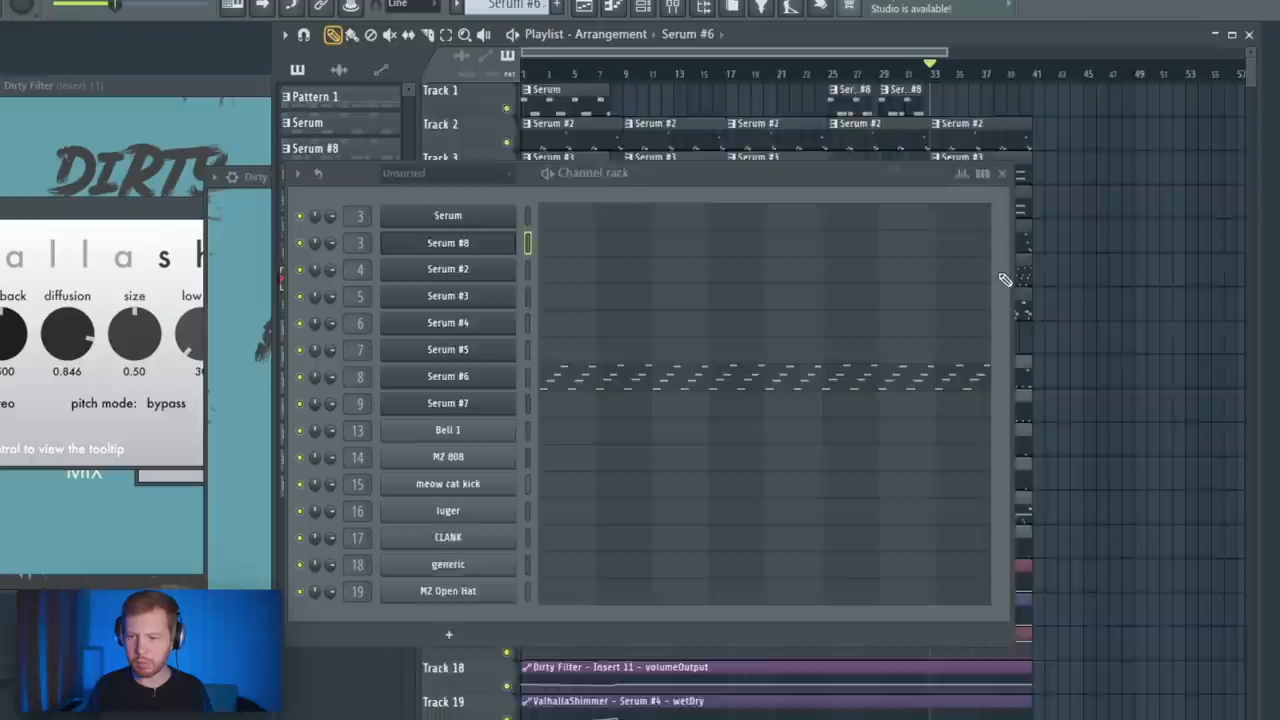 Line
Serum #6
Studio is available!
Playlist - Arrangement › Serum #6 ›
1 3 5 7 9 11 13 15 17 19 21 23 25 27 29 31 33 35 37 39 41 43 45 47 49 51 53 55 57
Dirty Filter (Insert 11)
Pattern 1
Serum
Serum #8
Track 1
Serum
Ser..#8
Ser..#8
Track 2
Serum #2
Serum #2
Serum #2
Serum #2
Serum #2
Track 3
Serum #3
Serum #3
Serum #3
Serum #3
DIRTY
Dirty
Unsorted
Channel rack
3 Serum
3 Serum #8
4 Serum #2
5 Serum #3
6 Serum #4
7 Serum #5
8 Serum #6
9 Serum #7
13 Bell 1
14 MZ 808
15 meow cat kick
16 luger
17 CLANK
18 generic
19 MZ Open Hat
+
a l l a s h
back diffusion size low
500 0.846 0.50 30
reo pitch mode: bypass
ntrol to view the tooltip
MIX
Track 18
Dirty Filter - Insert 11 - volumeOutput
Track 19
ValhallaShimmer - Serum #4 - wetDry